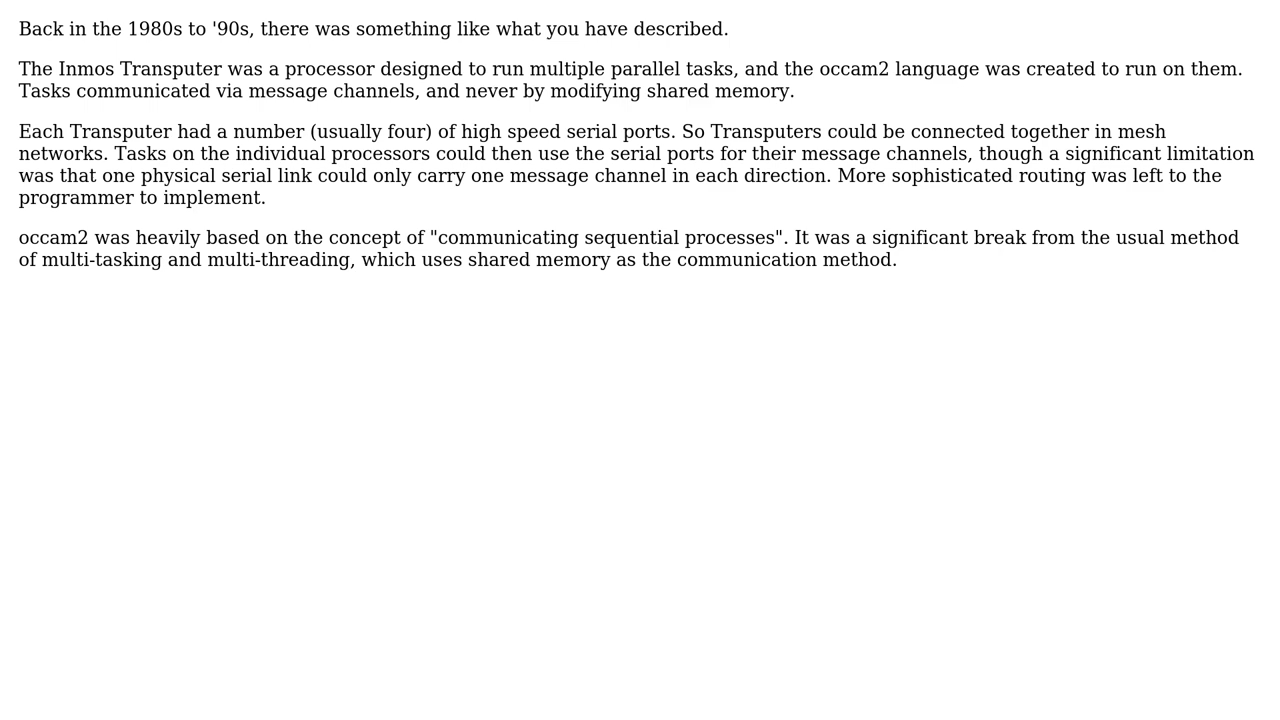 Back in the 1980s to '90s, there was something like what you have described.
The Inmos Transputer was a processor designed to run multiple parallel tasks, and the occam2 language was created to run on them.
Tasks communicated via message channels, and never by modifying shared memory.
Each Transputer had a number (usually four) of high speed serial ports. So Transputers could be connected together in mesh
networks. Tasks on the individual processors could then use the serial ports for their message channels, though a significant limitation
was that one physical serial link could only carry one message channel in each direction. More sophisticated routing was left to the
programmer to implement.
occam2 was heavily based on the concept of "communicating sequential processes". It was a significant break from the usual method
of multi-tasking and multi-threading, which uses shared memory as the communication method.